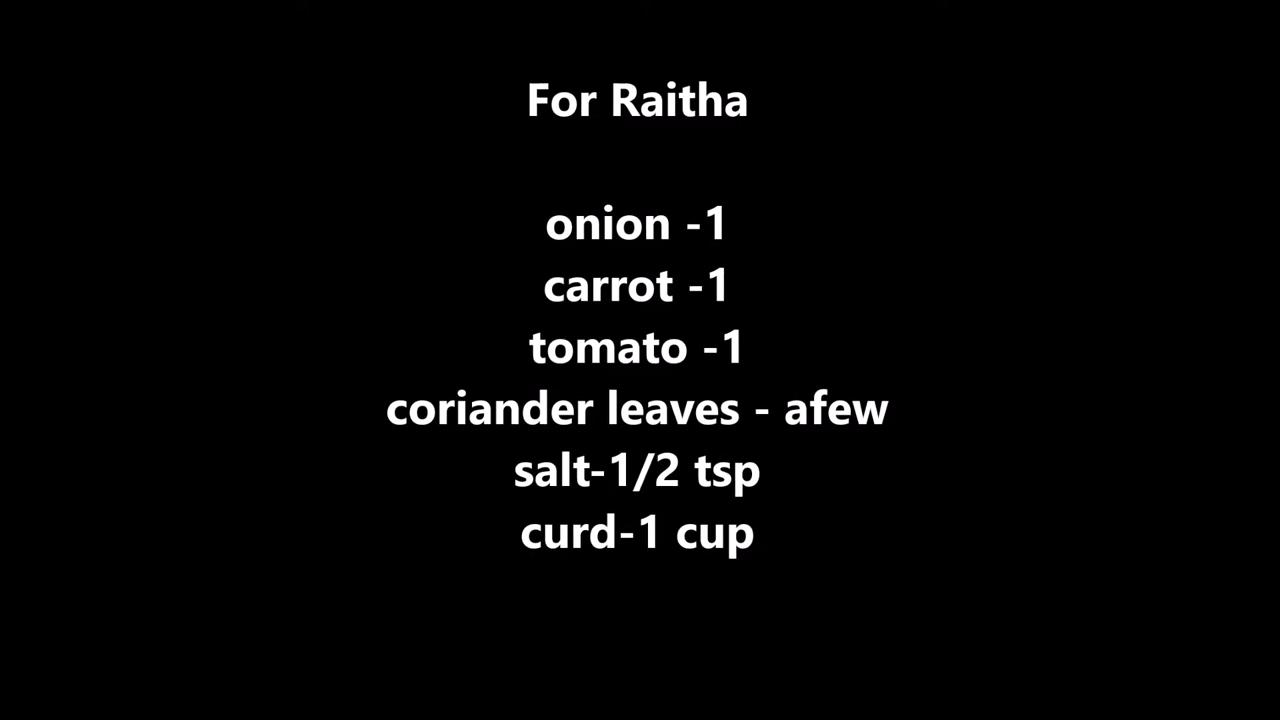 For Raitha
onion -1
carrot -1
tomato -1
coriander leaves - afew
salt-1/2 tsp
curd-1 cup